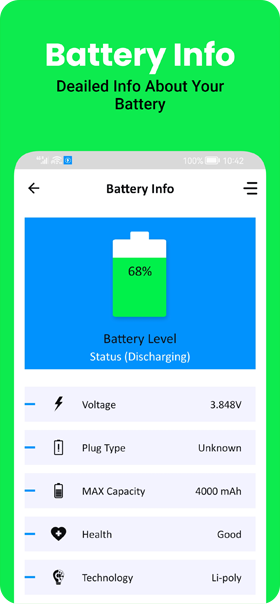 Battery Info
Deailed Info About Your
Battery
100% 10:42
Battery Info
68%
Battery Level
Status (Discharging)
Voltage 3.848V
Plug Type Unknown
MAX Capacity 4000 mAh
Health Good
Technology Li-poly